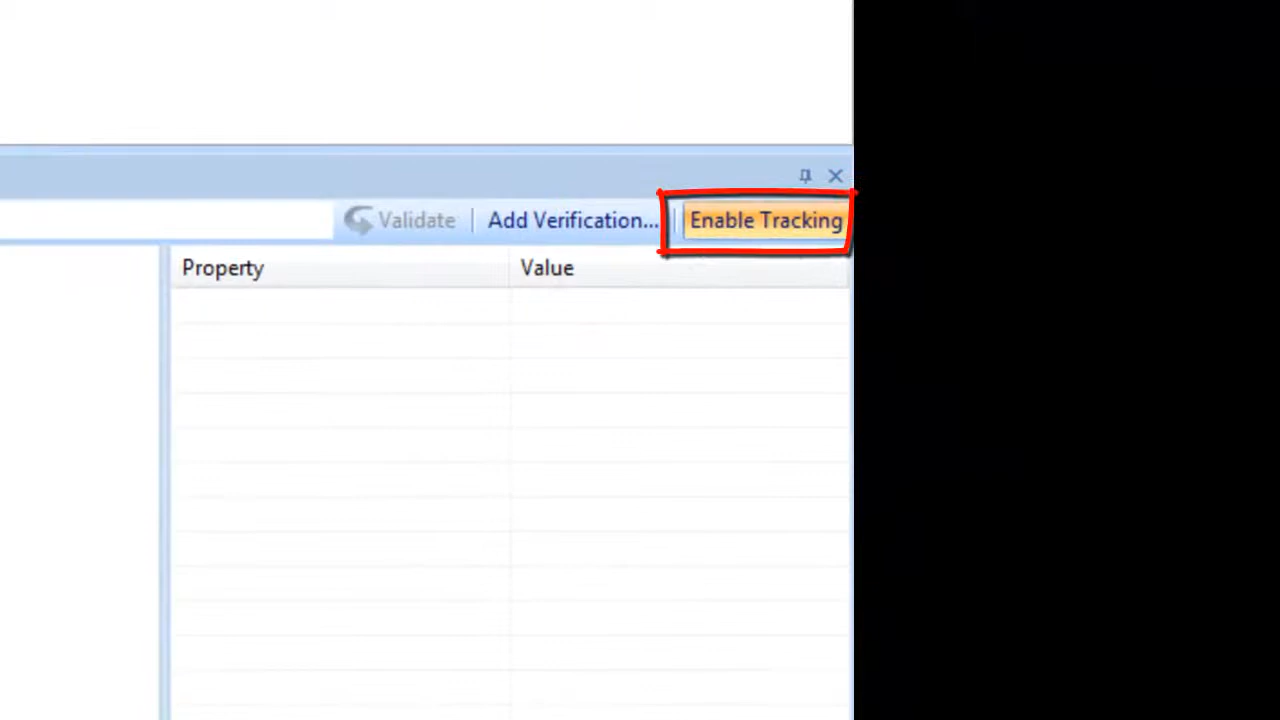 Validate Add Verification... Enable Tracking
Property Value